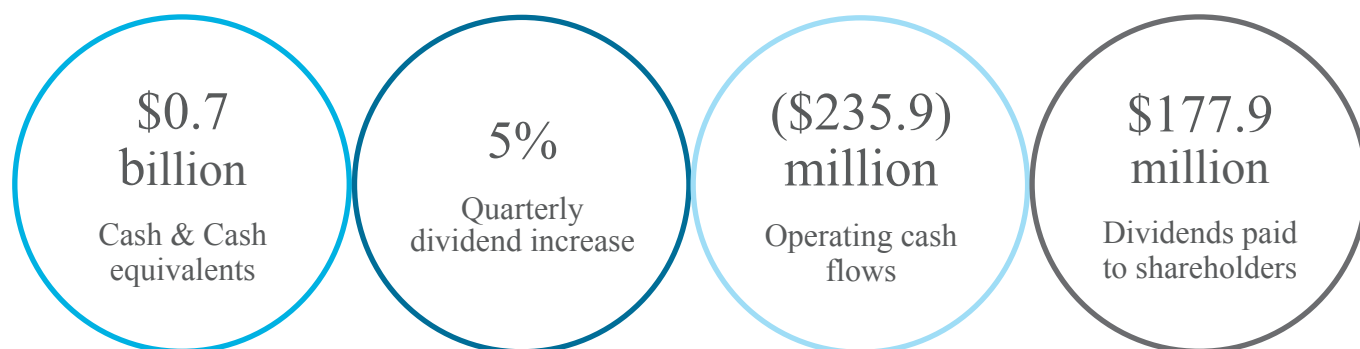 $0.7
billion
Cash & Cash
equivalents
5%
Quarterly
dividend increase
($235.9)
million
Operating cash
flows
$177.9
million
Dividends paid
to shareholders